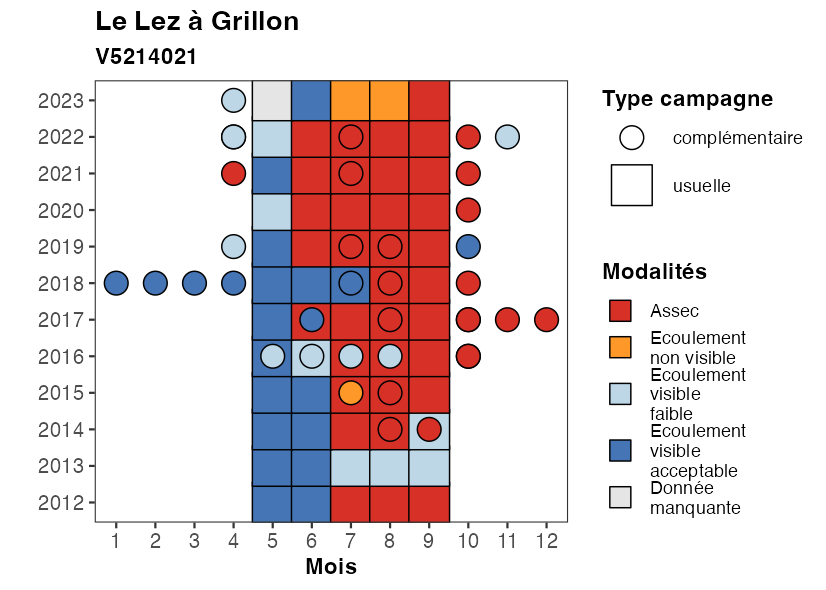 Le Lez à Grillon
V5214021
2023
2022
2021
2020
2019
2018
2017
2016
2015
2014
2013
2012
1 2 3 4 5 6 7 8 9 10 11 12
Mois
Type campagne
complémentaire
usuelle
Modalités
Assec
Ecoulement
non visible
Ecoulement
visible
faible
Ecoulement
visible
acceptable
Donnée
manquante